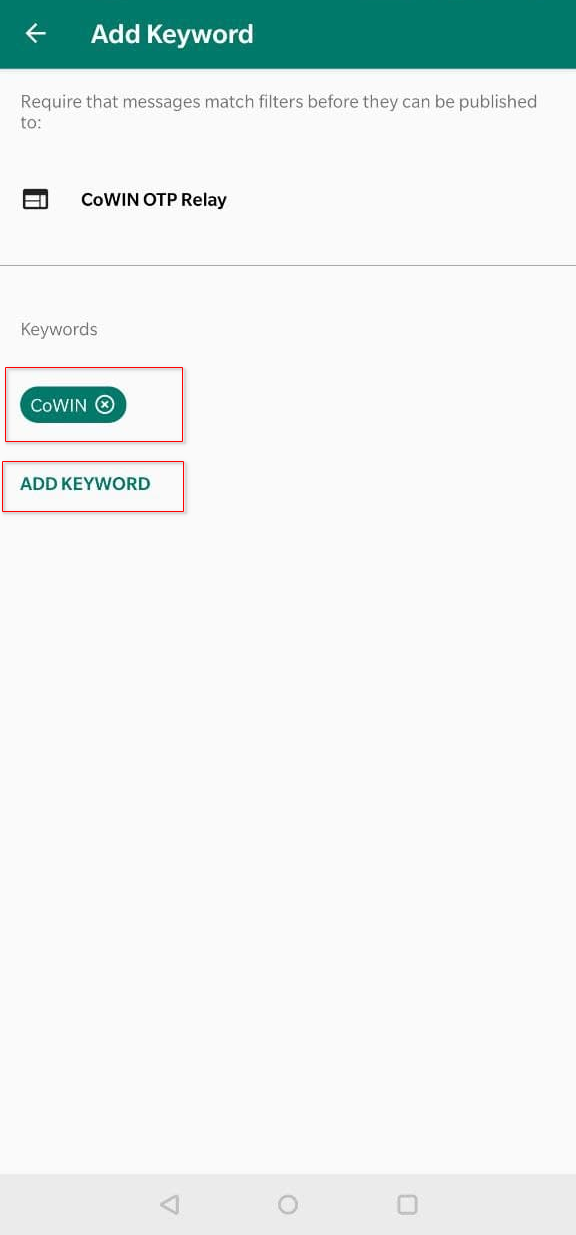 Add Keyword
Require that messages match filters before they can be published
to:
CoWIN OTP Relay
Keywords
CoWIN
ADD KEYWORD